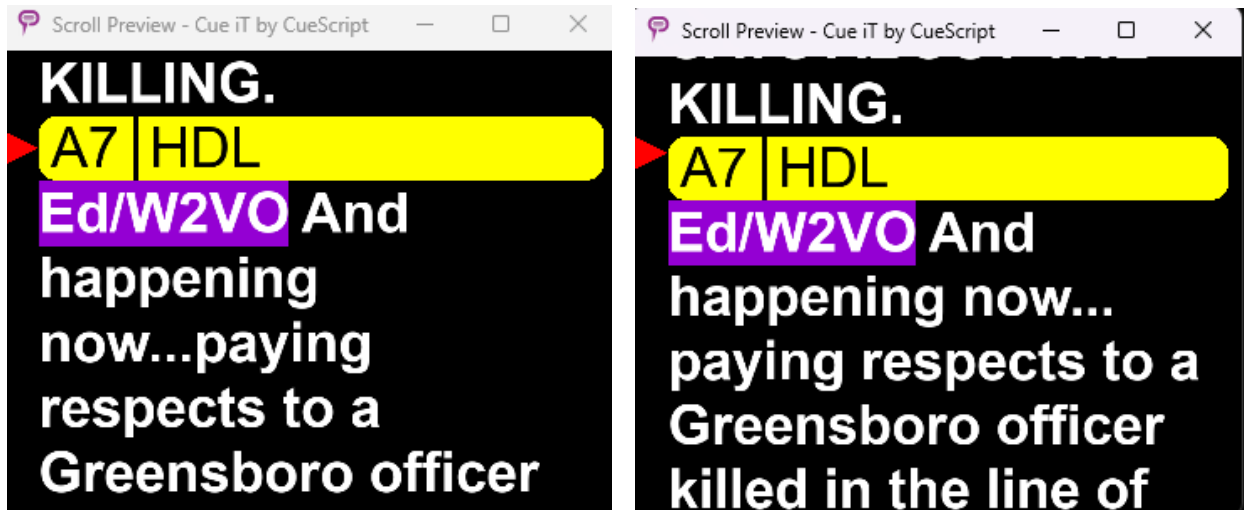 Scroll Preview - Cue iT by CueScript
KILLING.
A7 HDL
Ed/W2VO And
happening
now...paying
respects to a
Greensboro officer
Scroll Preview - Cue iT by CueScript
KILLING.
A7 HDL
Ed/W2VO And
happening now...
paying respects to a
Greensboro officer
killed in the line of